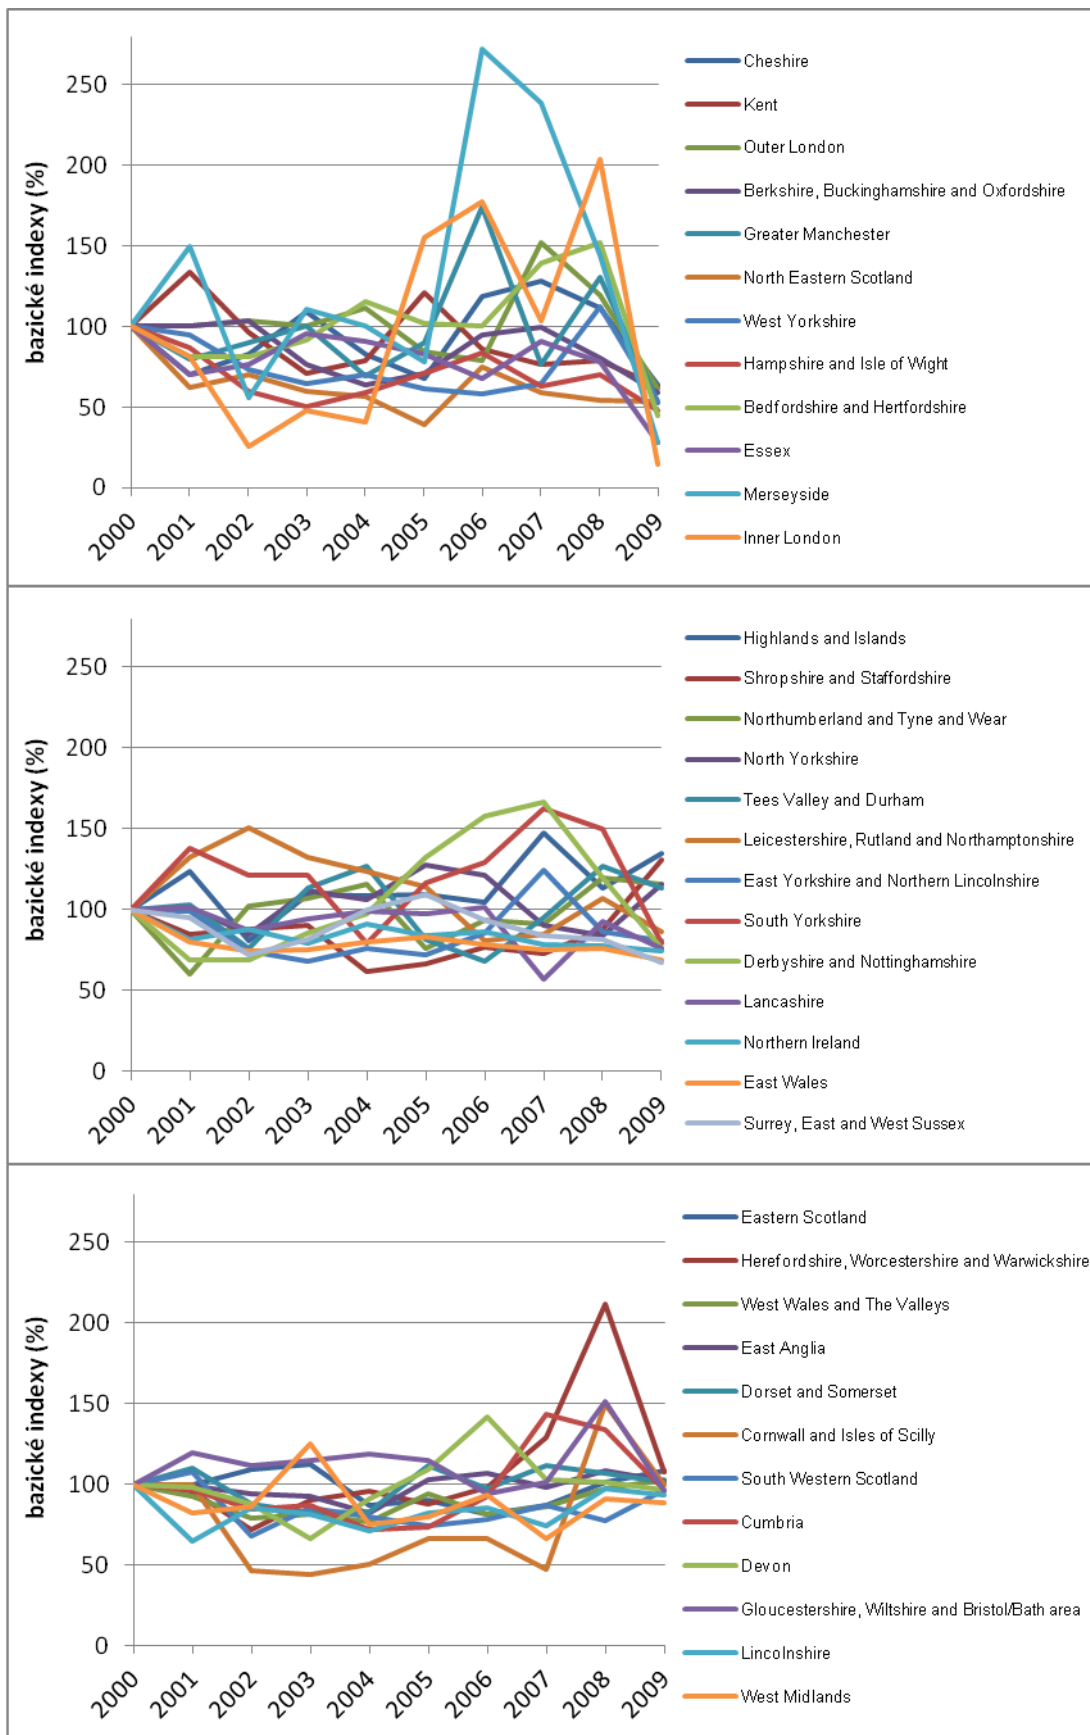 bazické indexy (%)
250
200
150
100
50
0
2000 2001 2002 2003 2004 2005 2006 2007 2008 2009
Cheshire
Kent
Outer London
Berkshire, Buckinghamshire and Oxfordshire
Greater Manchester
North Eastern Scotland
West Yorkshire
Hampshire and Isle of Wight
Bedfordshire and Hertfordshire
Essex
Merseyside
Inner London
bazické indexy (%)
250
200
150
100
50
0
2000 2001 2002 2003 2004 2005 2006 2007 2008 2009
Highlands and Islands
Shropshire and Staffordshire
Northumberland and Tyne and Wear
North Yorkshire
Tees Valley and Durham
Leicestershire, Rutland and Northamptonshire
East Yorkshire and Northern Lincolnshire
South Yorkshire
Derbyshire and Nottinghamshire
Lancashire
Northern Ireland
East Wales
Surrey, East and West Sussex
bazické indexy (%)
250
200
150
100
50
0
2000 2001 2002 2003 2004 2005 2006 2007 2008 2009
Eastern Scotland
Herefordshire, Worcestershire and Warwickshire
West Wales and The Valleys
East Anglia
Dorset and Somerset
Cornwall and Isles of Scilly
South Western Scotland
Cumbria
Devon
Gloucestershire, Wiltshire and Bristol/Bath area
Lincolnshire
West Midlands